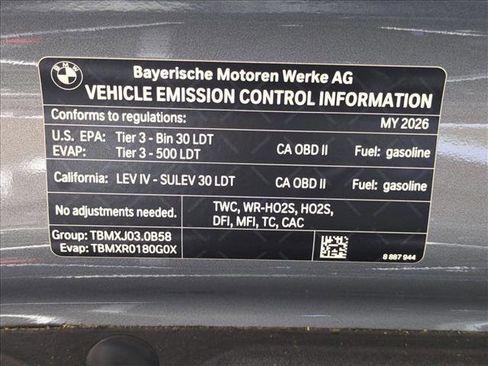 BMW
Bayerische Motoren Werke AG
VEHICLE EMISSION CONTROL INFORMATION
Conforms to regulations: MY 2026
U.S. EPA: Tier 3 - Bin 30 LDT
EVAP: Tier 3 - 500 LDT CA OBD II Fuel: gasoline
California: LEV IV - SULEV 30 LDT CA OBD II Fuel: gasoline
No adjustments needed. TWC, WR-HO2S, HO2S,
DFI, MFI, TC, CAC
Group: TBMXJ03.0B58
Evap: TBMXR0180G0X
8 887 944